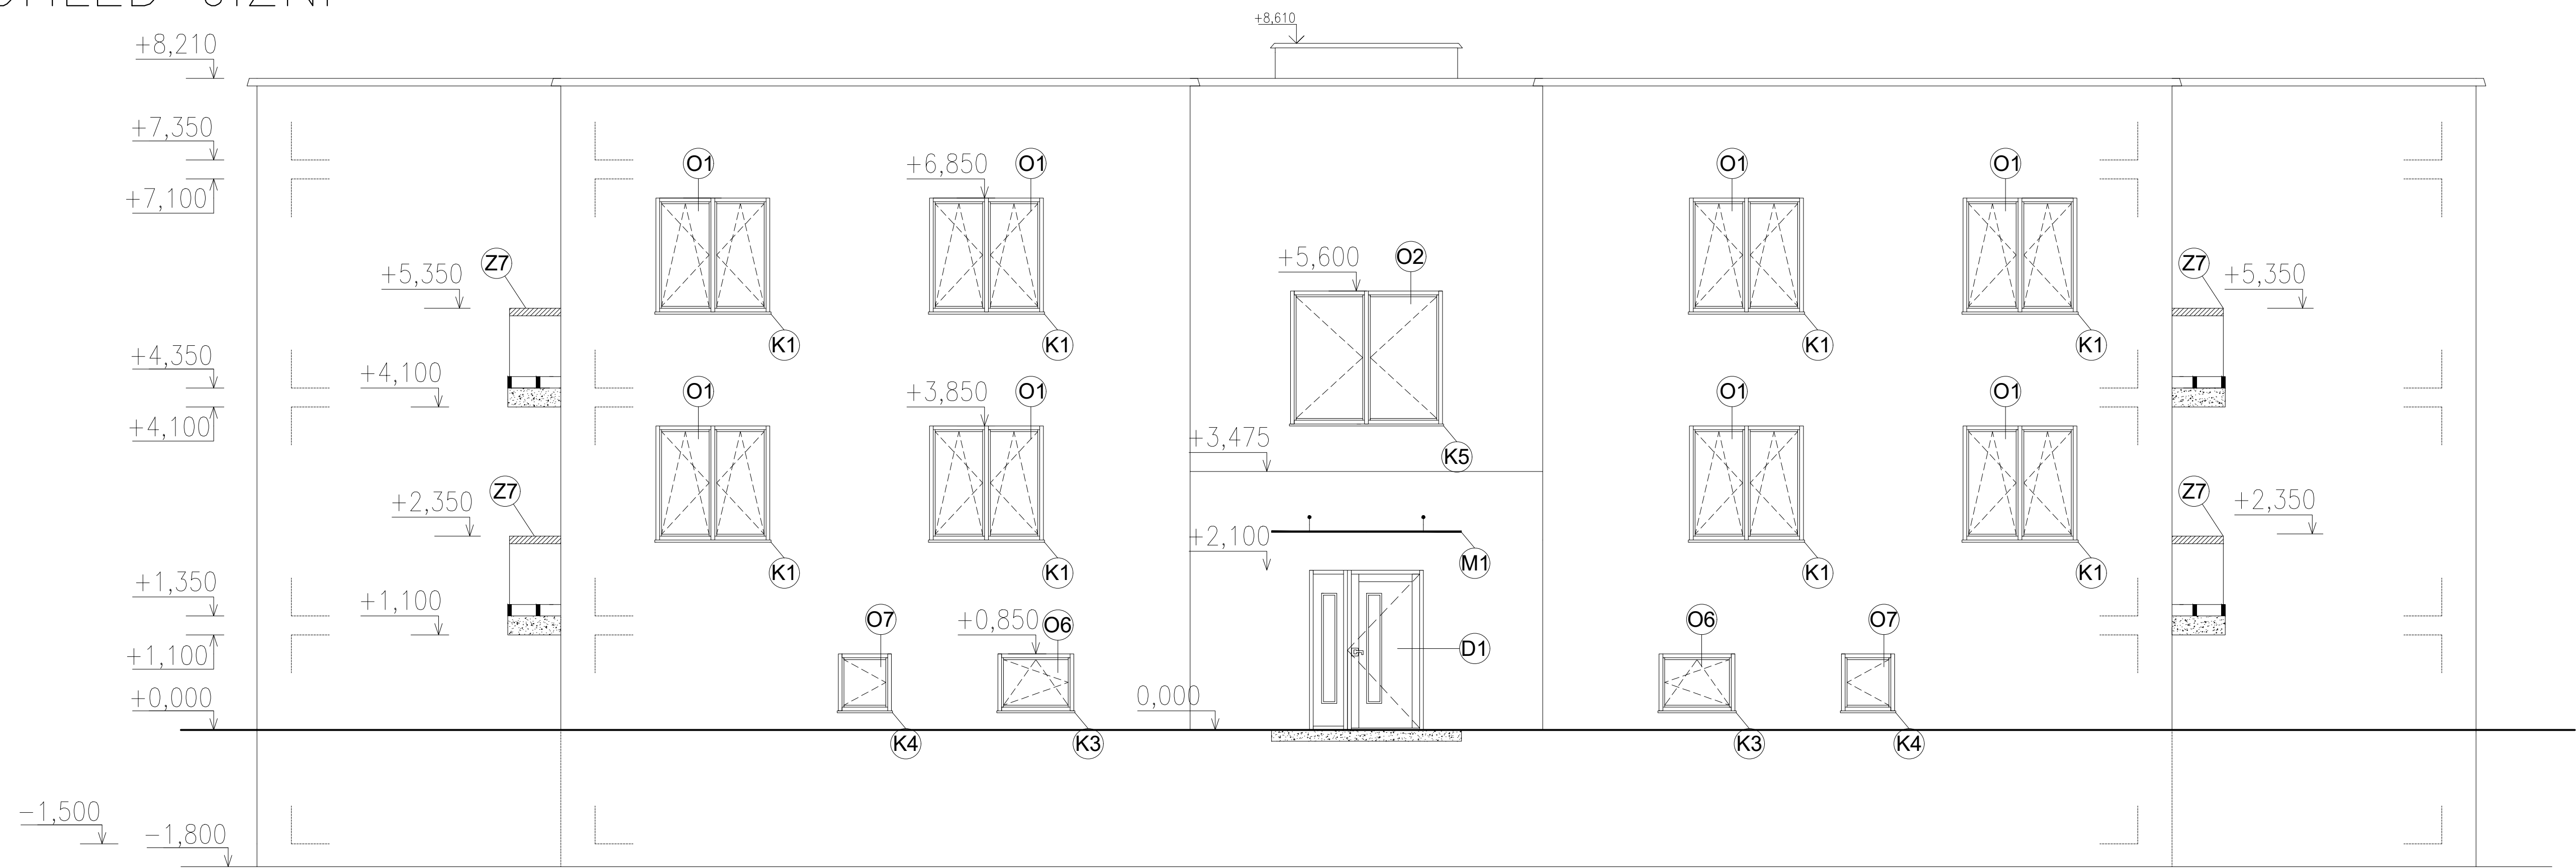 +8,610
+8,210
+7,350
O1
+6,850
O1
O1
O1
+7,100
+5,350
Z7
+5,600
O2
Z7
+5,350
K1
K1
K1
K1
+4,350
+4,100
+4,100
O1
+3,850
O1
O1
O1
+3,475
K5
+2,350
Z7
Z7
+2,350
+2,100
M1
K1
K1
K1
K1
+1,350
+1,100
+1,100
O7
+0,850
O6
D1
O6
O7
+0,000
0,000
K4
K3
K3
K4
-1,500
-1,800